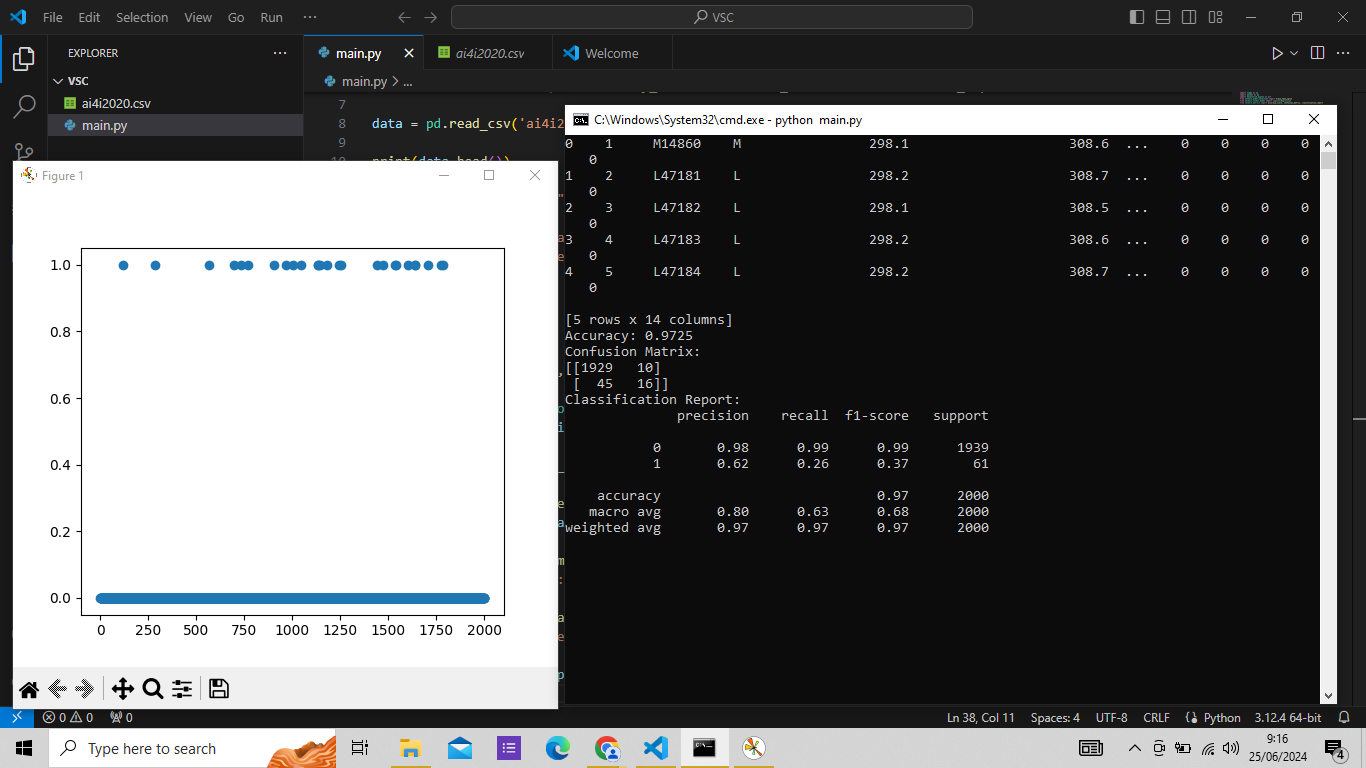 File Edit Selection View Go Run ···
VSC
EXPLORER ···
main.py
ai4i2020.csv
Welcome
VSC
ai4i2020.csv
main.py
main.py > ...
7
8 data = pd.read_csv('ai4i2
9
C:\Windows\System32\cmd.exe - python main.py
0 1 M14860 M 298.1 308.6 ... 0 0 0 0
0
1 2 L47181 L 298.2 308.7 ... 0 0 0 0
0
2 3 L47182 L 298.1 308.5 ... 0 0 0 0
0
3 4 L47183 L 298.2 308.6 ... 0 0 0 0
0
4 5 L47184 L 298.2 308.7 ... 0 0 0 0
0
[5 rows x 14 columns]
Accuracy: 0.9725
Confusion Matrix:
[[1929 10]
[ 45 16]]
Classification Report:
precision recall f1-score support
0 0.98 0.99 0.99 1939
1 0.62 0.26 0.37 61
accuracy 0.97 2000
macro avg 0.80 0.63 0.68 2000
weighted avg 0.97 0.97 0.97 2000
Figure 1
1.0
0.8
0.6
0.4
0.2
0.0
0 250 500 750 1000 1250 1500 1750 2000
0 0 0
Ln 38, Col 11 Spaces: 4 UTF-8 CRLF Python 3.12.4 64-bit
Type here to search
9:16
25/06/2024
4